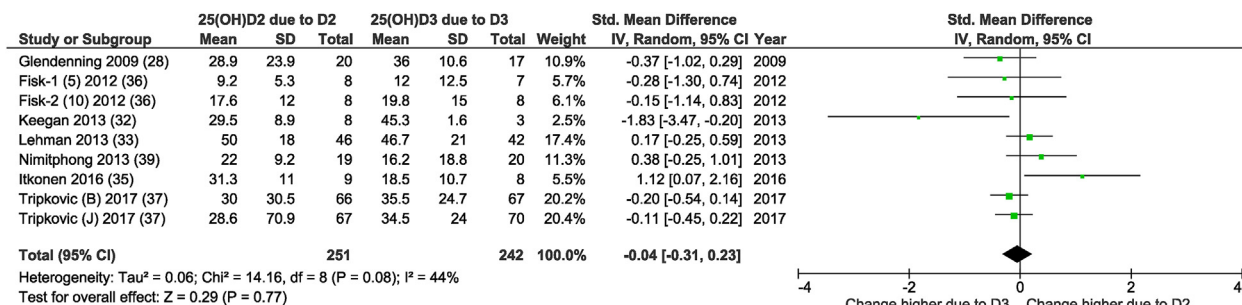 25(OH)D2 due to D2 25(OH)D3 due to D3 Std. Mean Difference Std. Mean Difference
Study or Subgroup Mean SD Total Mean SD Total Weight IV, Random, 95% CI Year IV, Random, 95% CI
Glendenning 2009 (28) 28.9 23.9 20 36 10.6 17 10.9% -0.37 [-1.02, 0.29] 2009
Fisk-1 (5) 2012 (36) 9.2 5.3 8 12 12.5 7 5.7% -0.28 [-1.30, 0.74] 2012
Fisk-2 (10) 2012 (36) 17.6 12 8 19.8 15 8 6.1% -0.15 [-1.14, 0.83] 2012
Keegan 2013 (32) 29.5 8.9 8 45.3 1.6 3 2.5% -1.83 [-3.47, -0.20] 2013
Lehman 2013 (33) 50 18 46 46.7 21 42 17.4% 0.17 [-0.25, 0.59] 2013
Nimitphong 2013 (39) 22 9.2 19 16.2 18.8 20 11.3% 0.38 [-0.25, 1.01] 2013
Itkonen 2016 (35) 31.3 11 9 18.5 10.7 8 5.5% 1.12 [0.07, 2.16] 2016
Tripkovic (B) 2017 (37) 30 30.5 66 35.5 24.7 67 20.2% -0.20 [-0.54, 0.14] 2017
Tripkovic (J) 2017 (37) 28.6 70.9 67 34.5 24 70 20.4% -0.11 [-0.45, 0.22] 2017
Total (95% CI) 251 242 100.0% -0.04 [-0.31, 0.23]
Heterogeneity: Tau² = 0.06; Chi² = 14.16, df = 8 (P = 0.08); I² = 44%
Test for overall effect: Z = 0.29 (P = 0.77)
-4 -2 0 2 4
Change higher due to D3 Change higher due to D2